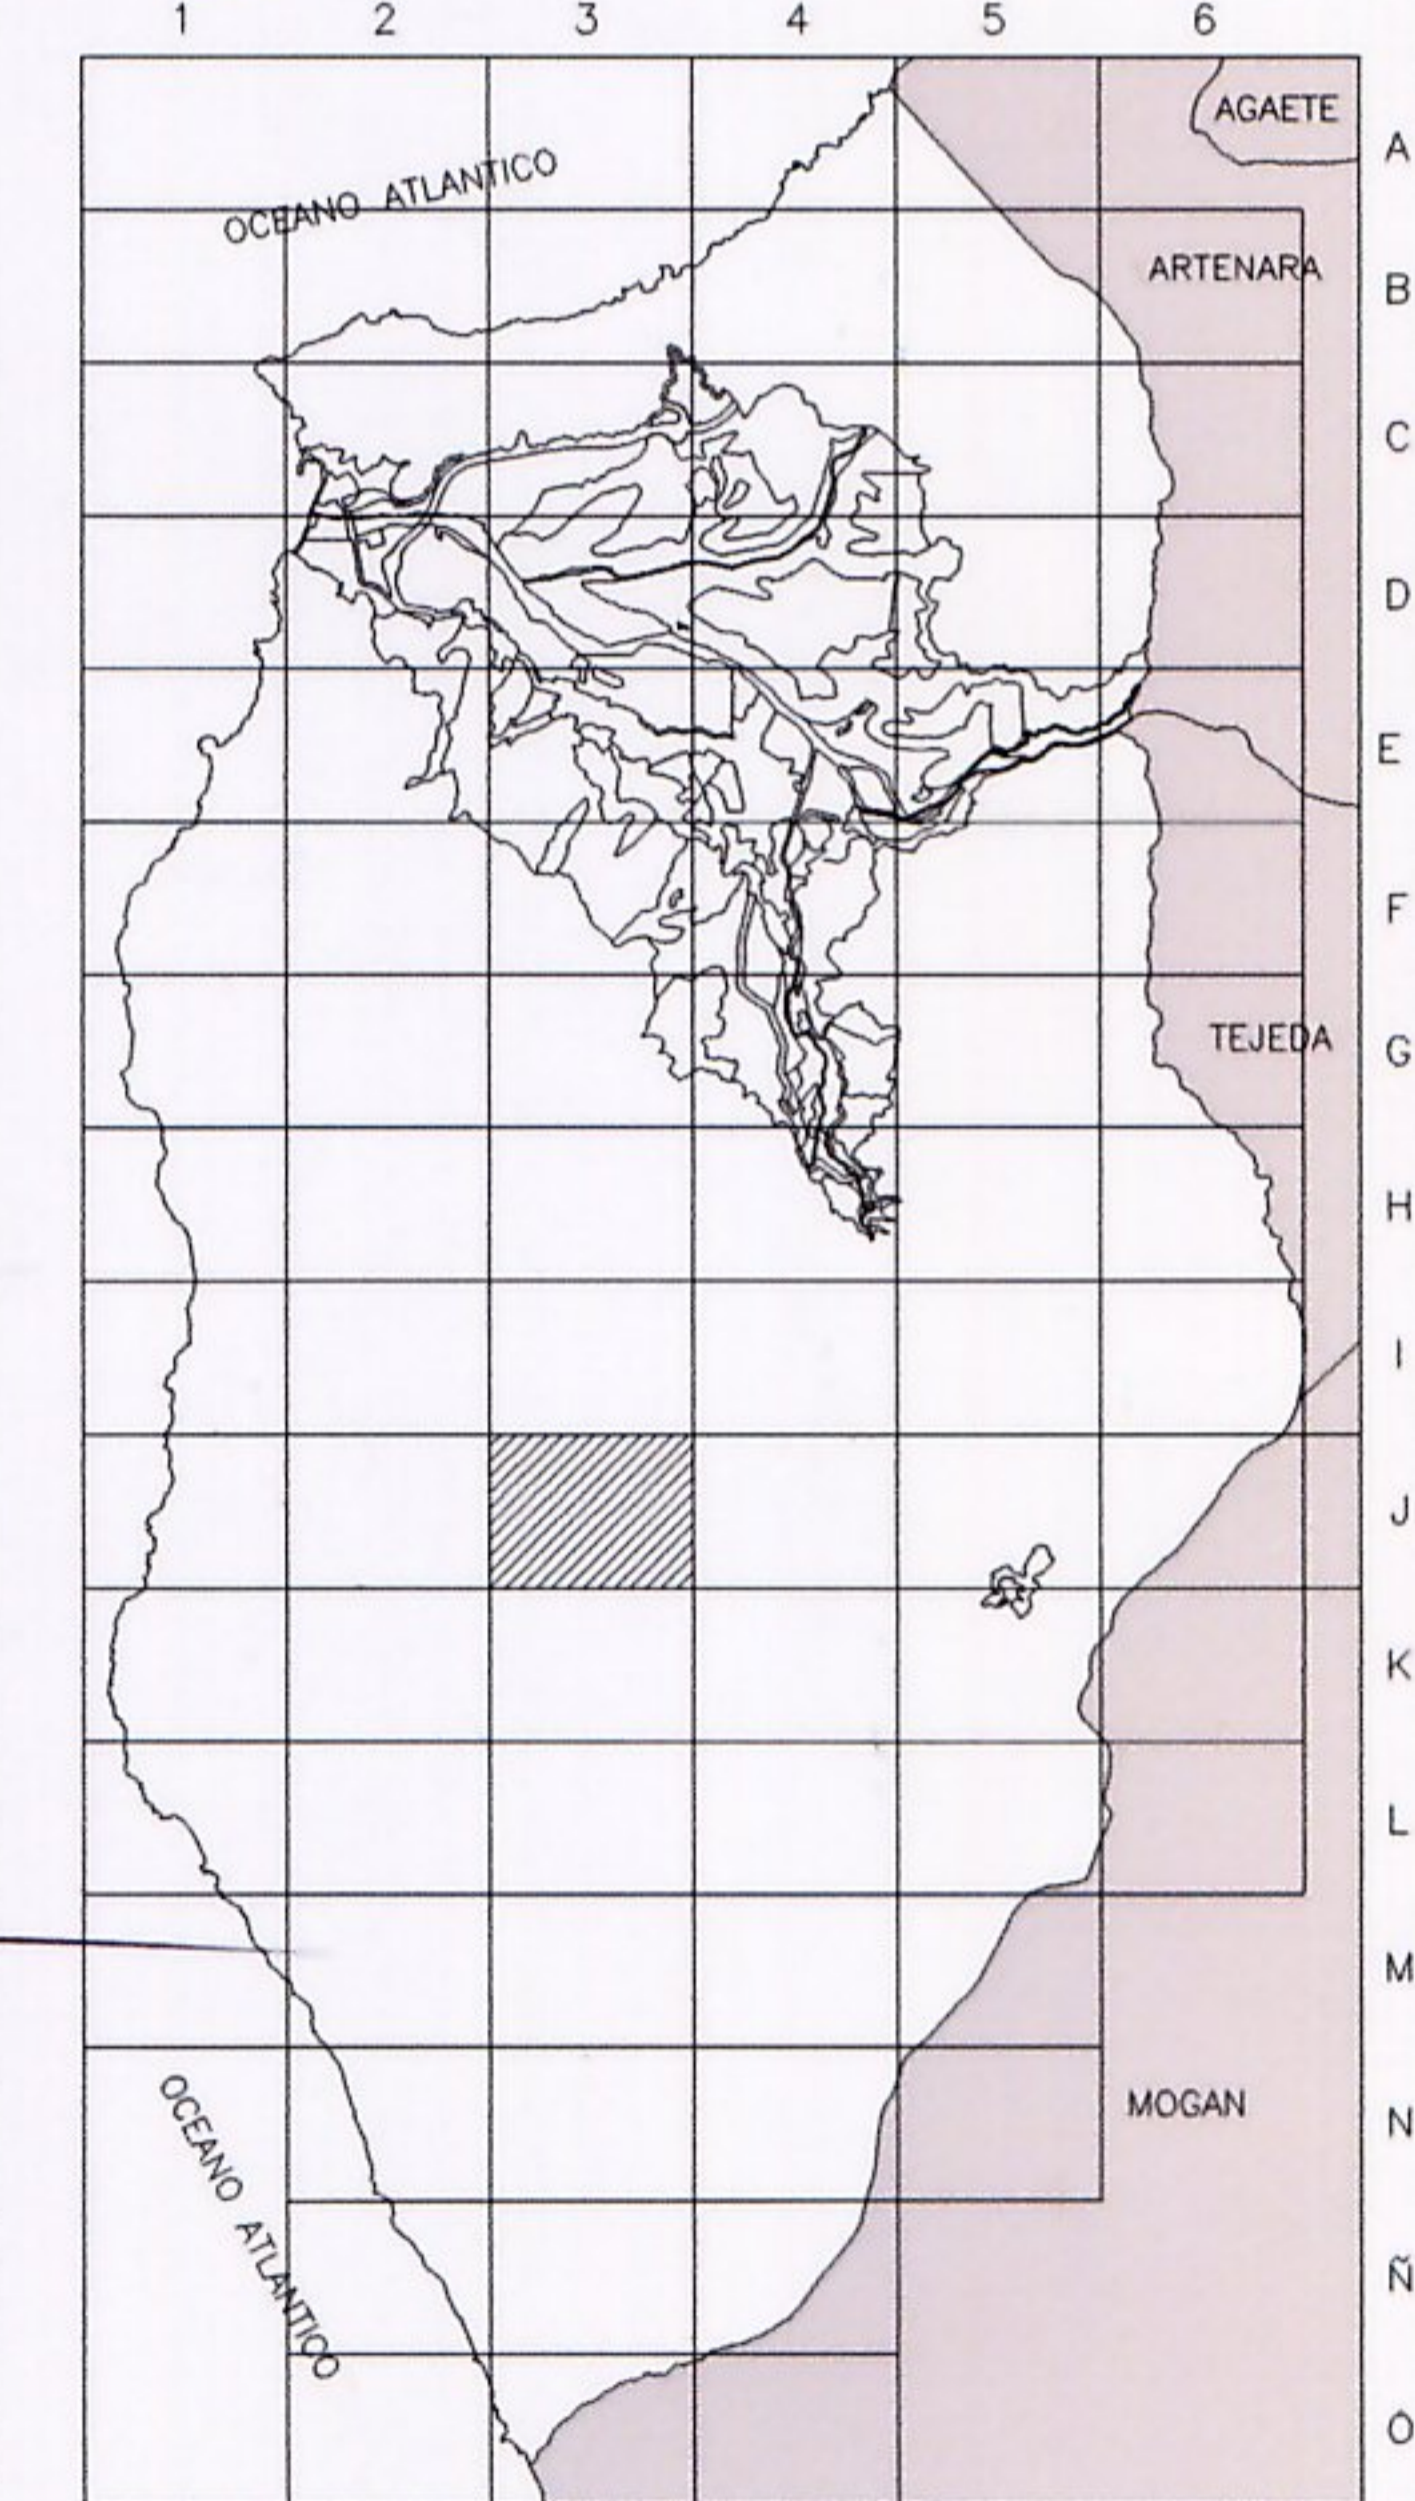 1 2 3 4 5 6
AGAETE
A
OCEANO ATLANTICO
ARTENARA
B
C
D
E
F
TEJEDA
G
H
I
J
K
L
M
OCEANO ATLANTICO
MOGAN
N
Ñ
O